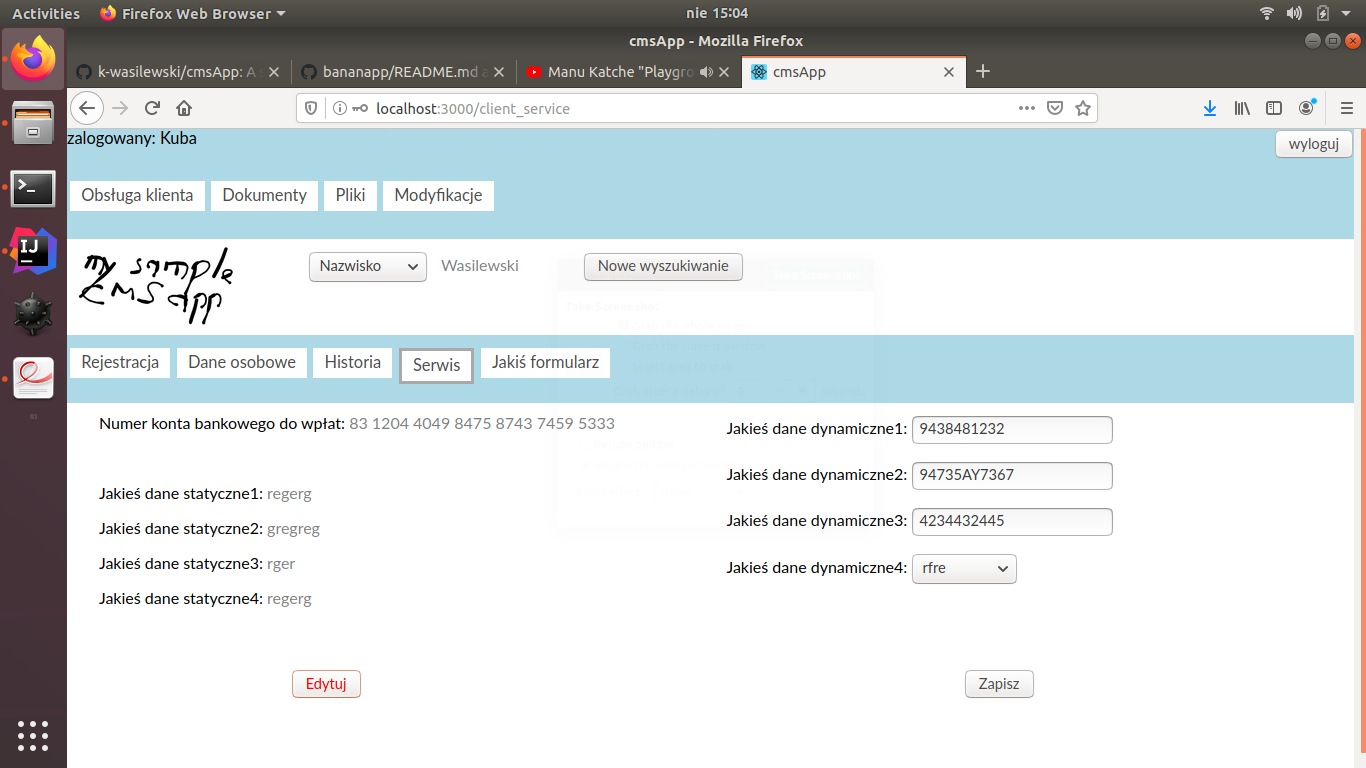 Activities Firefox Web Browser nie 15:04
cmsApp - Mozilla Firefox
k-wasilewski/cmsApp: A bananapp/README.md a Manu Katche "Playgro cmsApp
localhost:3000/client_service
zalogowany: Kuba wyloguj
Obsługa klienta Dokumenty Pliki Modyfikacje
my sample
CMS app
Nazwisko Wasilewski Nowe wyszukiwanie
Rejestracja Dane osobowe Historia Serwis Jakiś formularz
Numer konta bankowego do wpłat: 83 1204 4049 8475 8743 7459 5333
Jakieś dane statyczne1: regerg
Jakieś dane statyczne2: gregreg
Jakieś dane statyczne3: rger
Jakieś dane statyczne4: regerg
Jakieś dane dynamiczne1: 9438481232
Jakieś dane dynamiczne2: 94735AY7367
Jakieś dane dynamiczne3: 4234432445
Jakieś dane dynamiczne4: rfre
Edytuj Zapisz